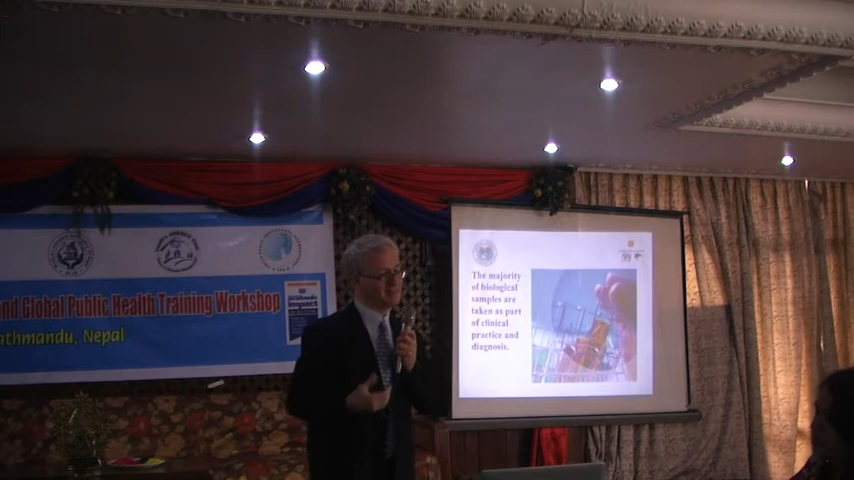 and Global Public Health Training Workshop
athmandu, Nepal
The majority
of biological
samples are
taken as part
of clinical
practice and
diagnosis.